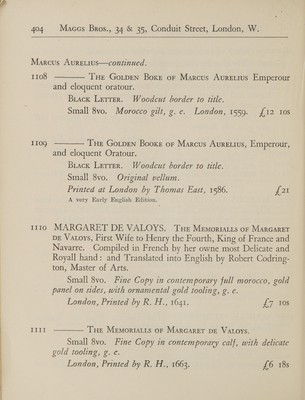 404 Maggs Bros., 34 & 35, Conduit Street, London, W.
Marcus Aurelius—continued.
1108 ——— The Golden Boke of Marcus Aurelius Emperour
and eloquent oratour.
Black Letter. Woodcut border to title.
Small 8vo. Morocco gilt, g. e. London, 1559. £12 10s
1109 ——— The Golden Booke of Marcus Aurelius, Emperour,
and eloquent Oratour.
Black Letter. Woodcut border to title.
Small 8vo. Original vellum.
Printed at London by Thomas East, 1586. £21
A very Early English Edition.
1110 MARGARET DE VALOYS. The Memorialls of Margaret
de Valoys, First Wife to Henry the Fourth, King of France and
Navarre. Compiled in French by her owne most Delicate and
Royall hand: and Translated into English by Robert Codring-
ton, Master of Arts.
Small 8vo. Fine Copy in contemporary full morocco, gold
panel on sides, with ornamental gold tooling, g. e.
London, Printed by R. H., 1641. £7 10s
1111 ——— The Memorialls of Margaret de Valoys.
Small 8vo. Fine Copy in contemporary calf, with delicate
gold tooling, g. e.
London, Printed by R. H., 1663. £6 18s